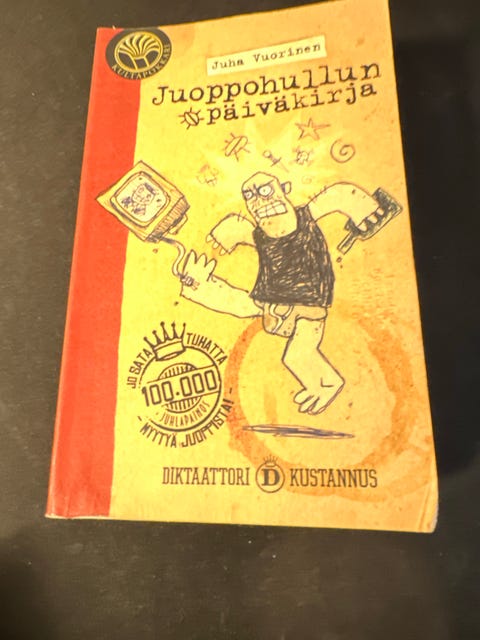 KULTAPOKKARI
Juha Vuorinen
Juoppohullun
päiväkirja
JO SATA TUHATTA
100.000
JUHLAPAINOS
MYYTYÄ JUOPPISTA!
DIKTAATTORI D KUSTANNUS